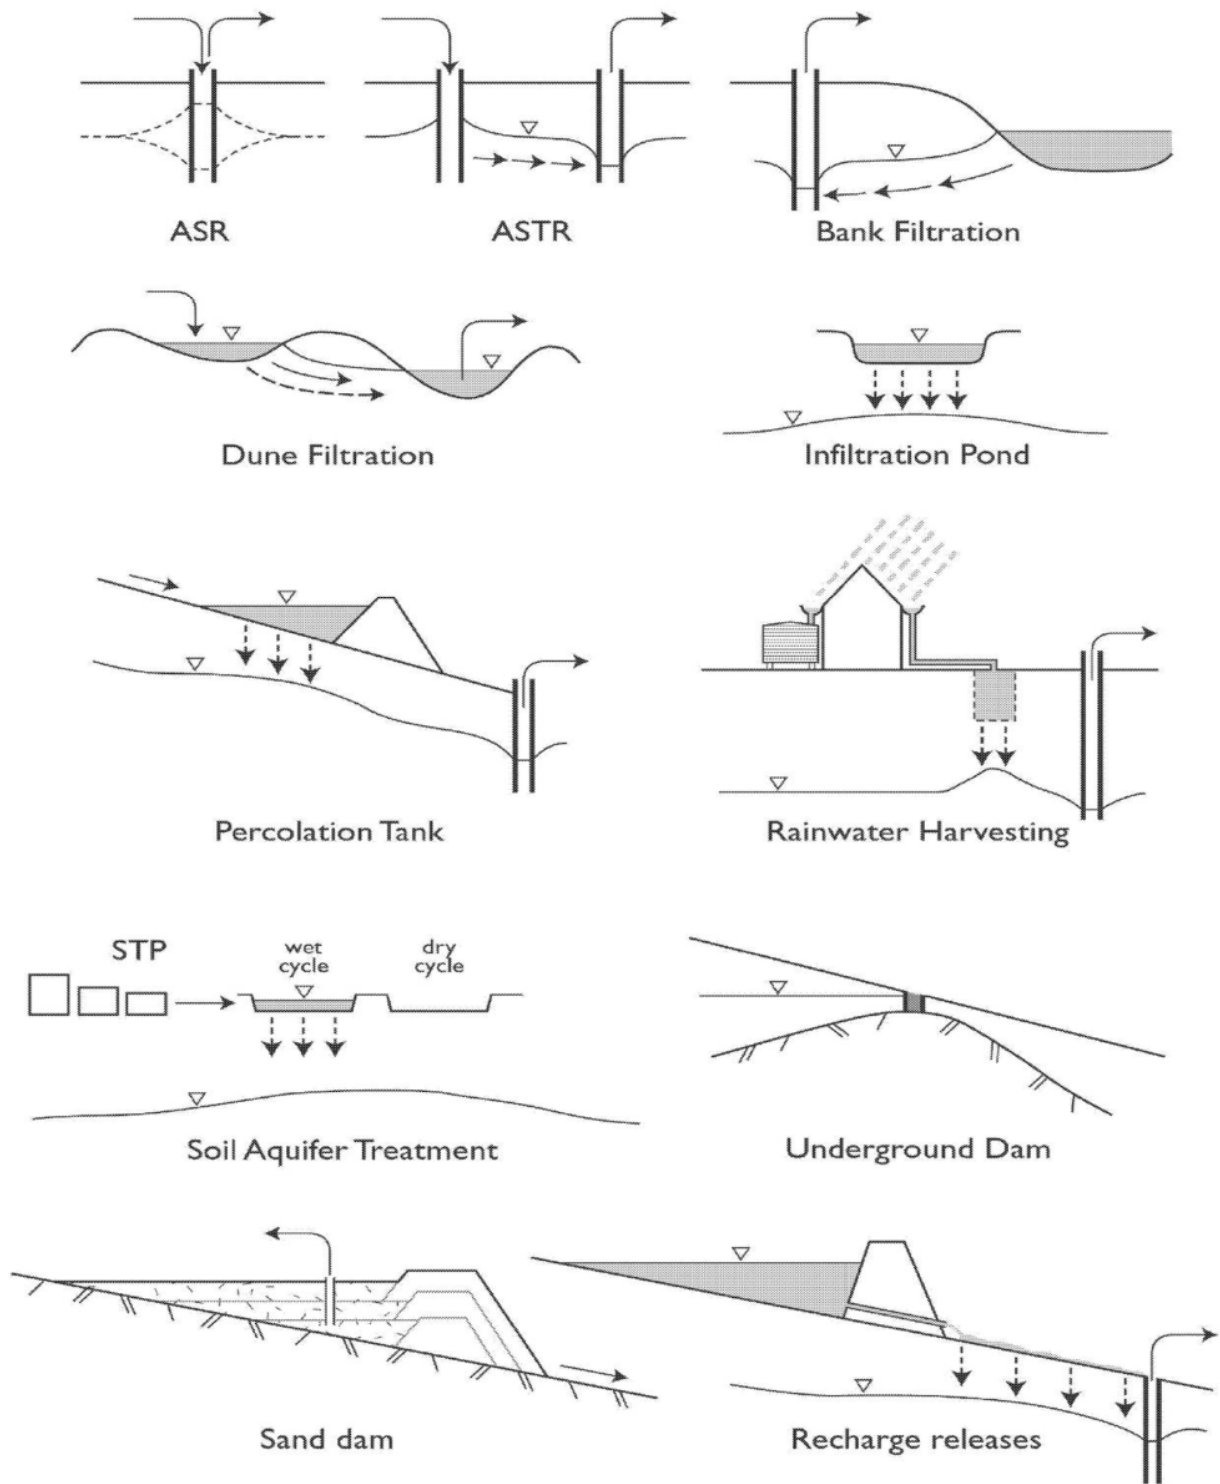 ASR
ASTR
Bank Filtration
Dune Filtration
Infiltration Pond
Percolation Tank
Rainwater Harvesting
STP
wet
cycle
dry
cycle
Soil Aquifer Treatment
Underground Dam
Sand dam
Recharge releases